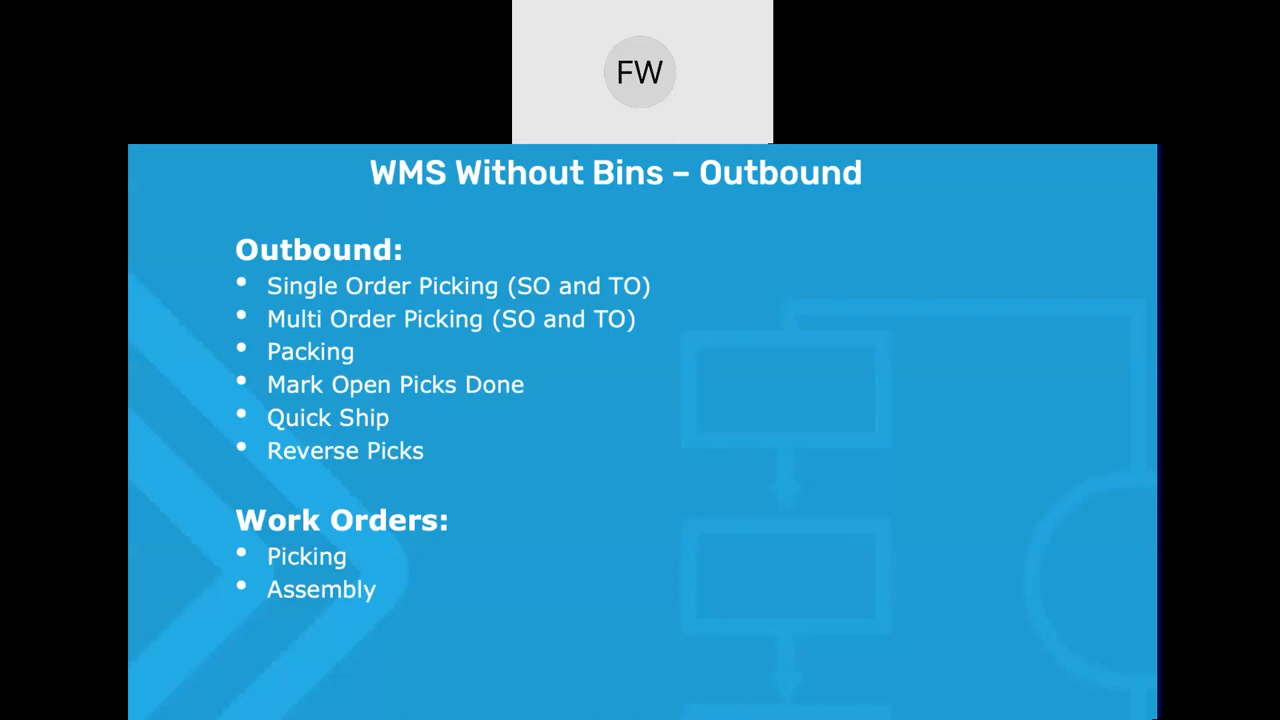 FW
WMS Without Bins – Outbound
Outbound:
• Single Order Picking (SO and TO)
• Multi Order Picking (SO and TO)
• Packing
• Mark Open Picks Done
• Quick Ship
• Reverse Picks
Work Orders:
• Picking
• Assembly